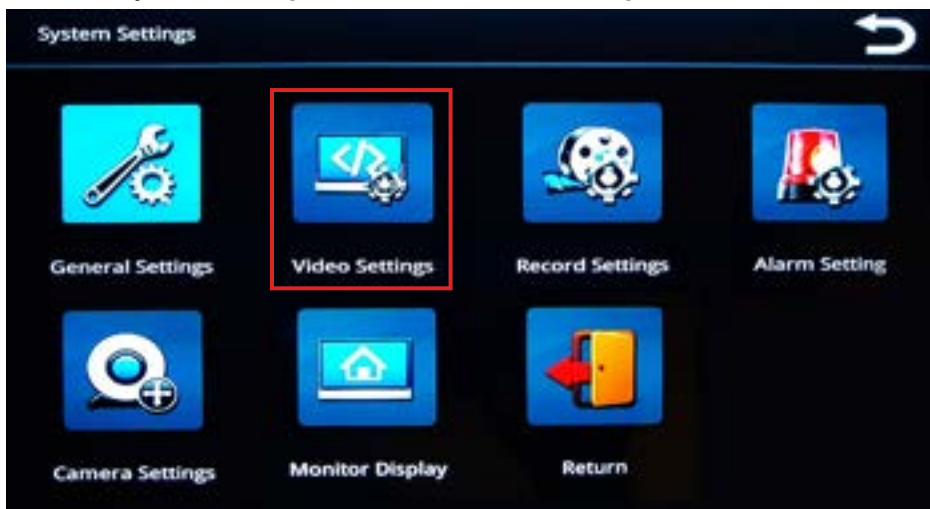 System Settings
General Settings
Video Settings
Record Settings
Alarm Setting
Camera Settings
Monitor Display
Return